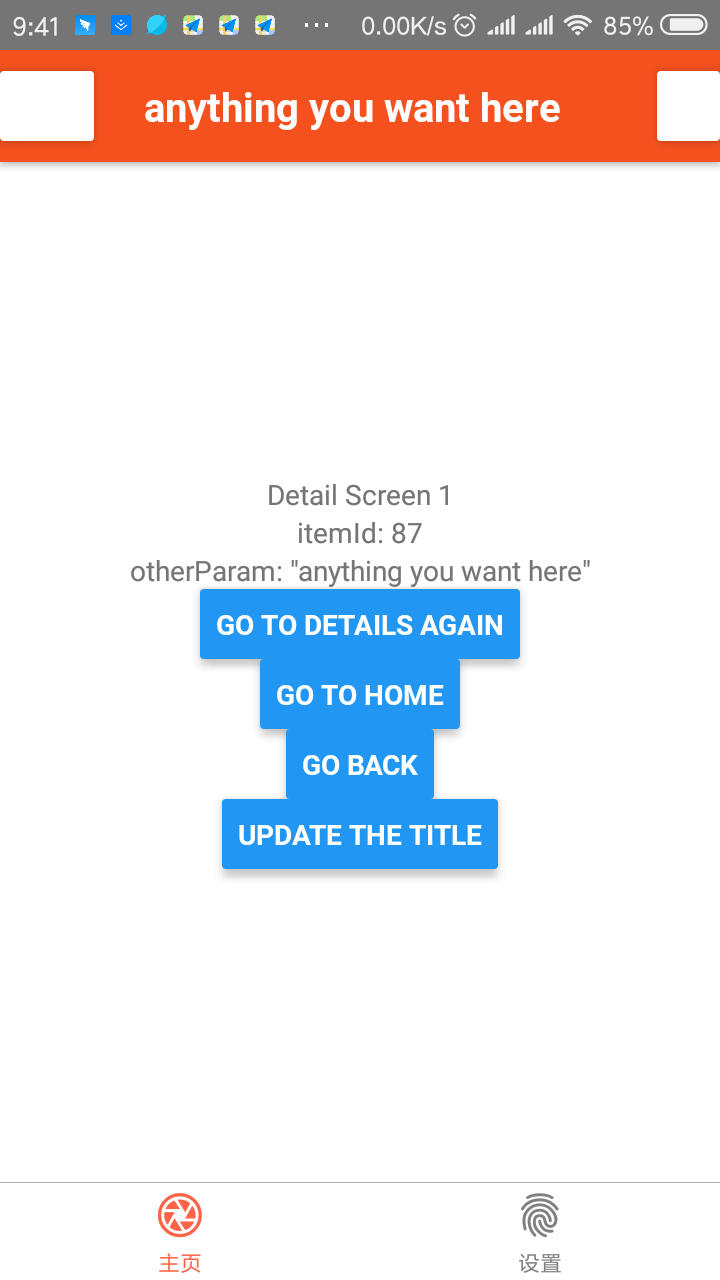 9:41 ... 0.00K/s 85%
anything you want here
Detail Screen 1
itemId: 87
otherParam: "anything you want here"
GO TO DETAILS AGAIN
GO TO HOME
GO BACK
UPDATE THE TITLE
主页 设置